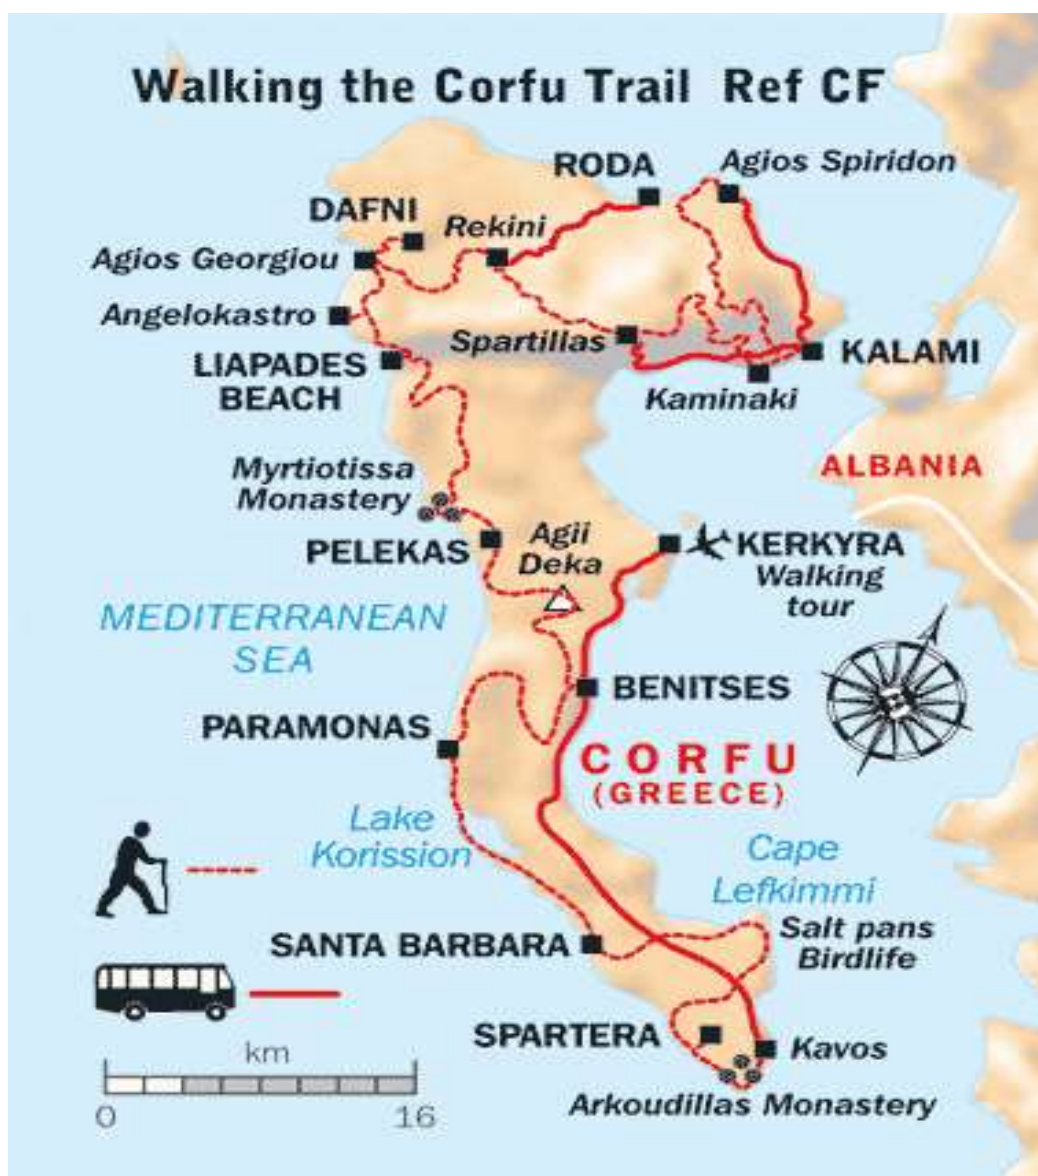 Walking the Corfu Trail Ref CF
RODA
Agios Spiridon
DAFNI
Rekini
Agios Georgiou
Angelokastro
Spartillas
LIAPADES
BEACH
KALAMI
Kaminaki
ALBANIA
Myrtiotissa
Monastery
PELEKAS
Agii
Deka
KERKYRA
Walking
tour
MEDITERRANEAN
SEA
BENITSES
PARAMONAS
CORFU
(GREECE)
Lake
Korission
Cape
Lefkimmi
Salt pans
Birdlife
SANTA BARBARA
SPARTERA
Kavos
Arkoudillas Monastery
km
0
16